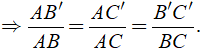 ⇒ AB′/AB = AC′/AC = B′C′/BC.